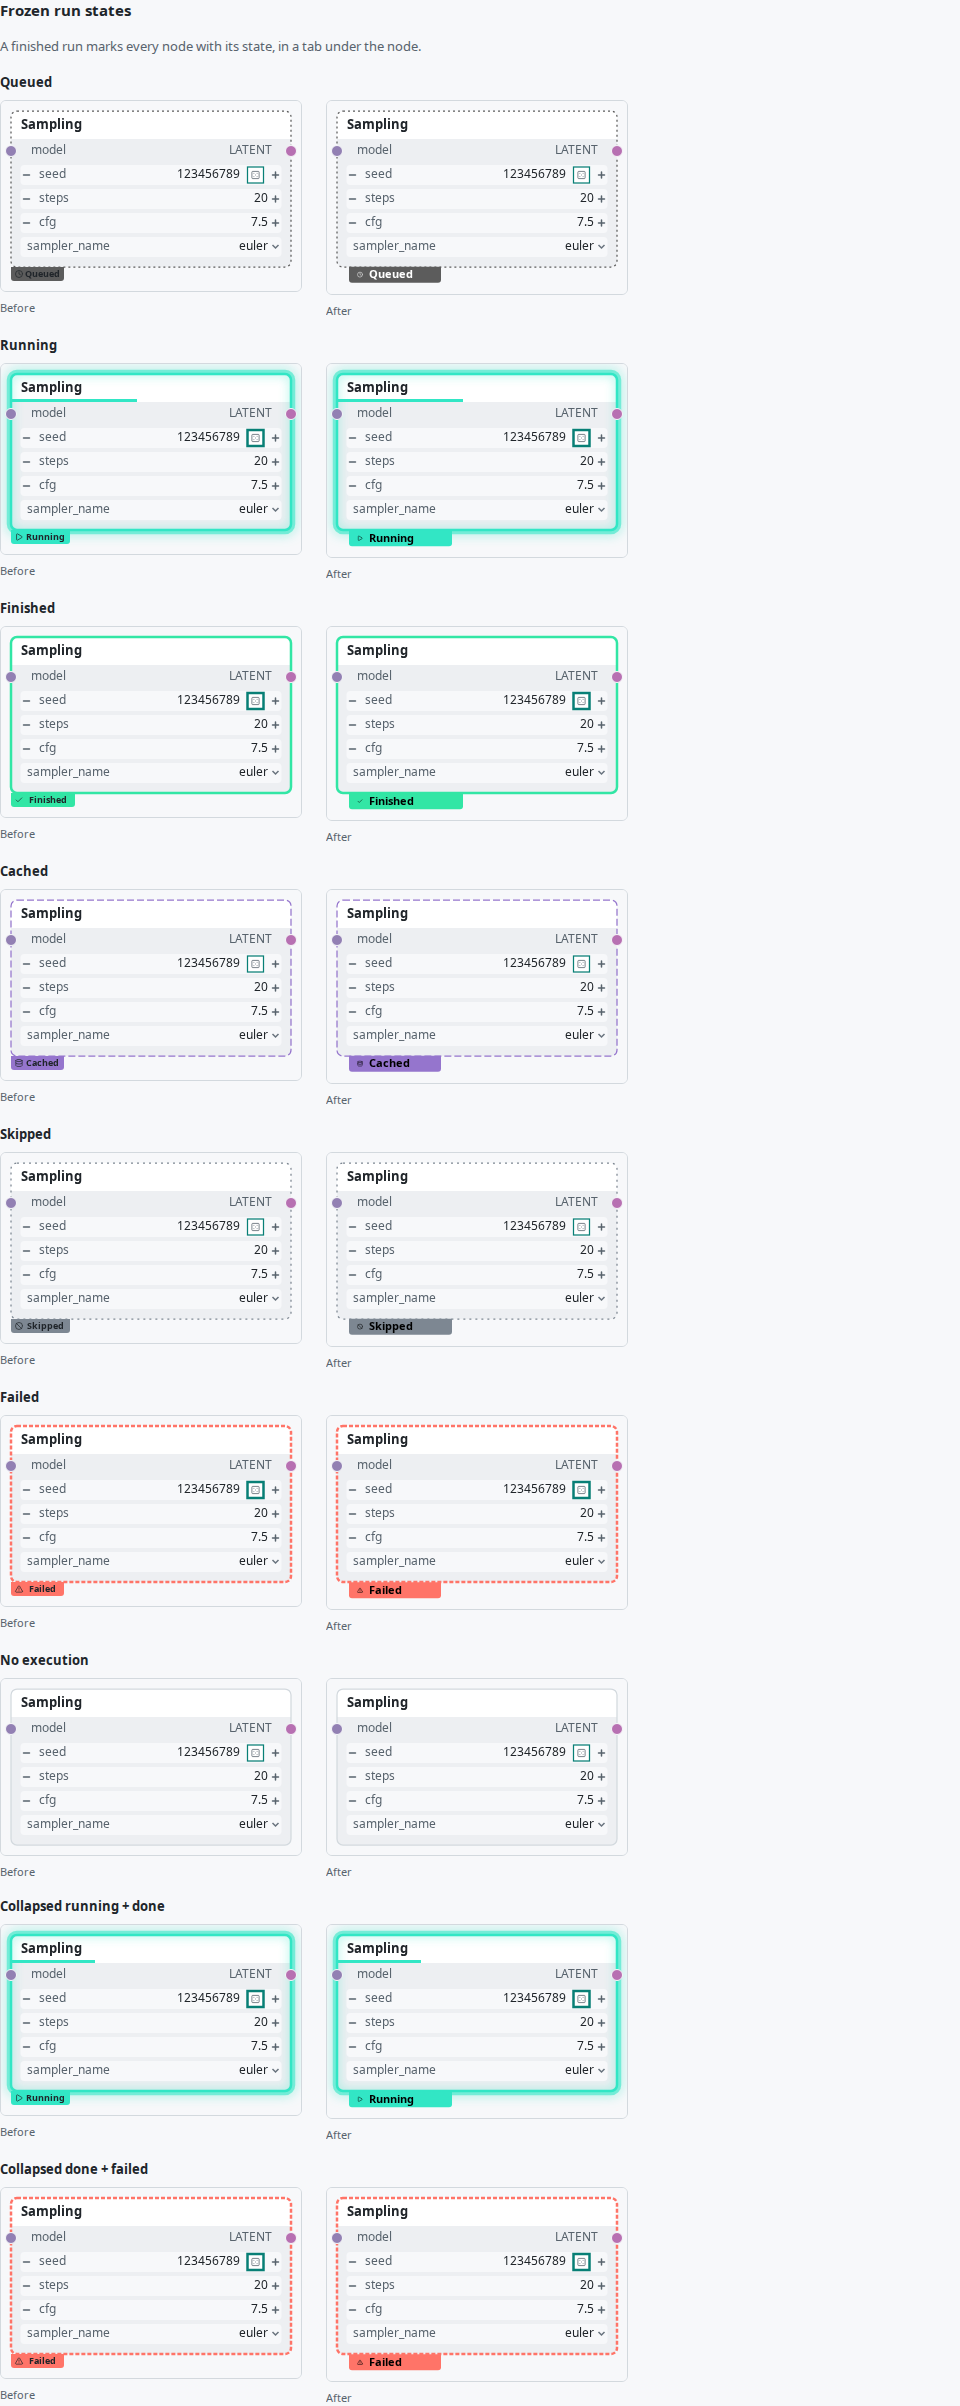 Frozen run states
A finished run marks every node with its state, in a tab under the node.
Queued
Sampling
model LATENT
seed 123456789
steps 20
cfg 7.5
sampler_name euler
Queued
Before
Sampling
model LATENT
seed 123456789
steps 20
cfg 7.5
sampler_name euler
Queued
After
Running
Sampling
model LATENT
seed 123456789
steps 20
cfg 7.5
sampler_name euler
Running
Before
Sampling
model LATENT
seed 123456789
steps 20
cfg 7.5
sampler_name euler
Running
After
Finished
Sampling
model LATENT
seed 123456789
steps 20
cfg 7.5
sampler_name euler
Finished
Before
Sampling
model LATENT
seed 123456789
steps 20
cfg 7.5
sampler_name euler
Finished
After
Cached
Sampling
model LATENT
seed 123456789
steps 20
cfg 7.5
sampler_name euler
Cached
Before
Sampling
model LATENT
seed 123456789
steps 20
cfg 7.5
sampler_name euler
Cached
After
Skipped
Sampling
model LATENT
seed 123456789
steps 20
cfg 7.5
sampler_name euler
Skipped
Before
Sampling
model LATENT
seed 123456789
steps 20
cfg 7.5
sampler_name euler
Skipped
After
Failed
Sampling
model LATENT
seed 123456789
steps 20
cfg 7.5
sampler_name euler
Failed
Before
Sampling
model LATENT
seed 123456789
steps 20
cfg 7.5
sampler_name euler
Failed
After
No execution
Sampling
model LATENT
seed 123456789
steps 20
cfg 7.5
sampler_name euler
Before
Sampling
model LATENT
seed 123456789
steps 20
cfg 7.5
sampler_name euler
After
Collapsed running + done
Sampling
model LATENT
seed 123456789
steps 20
cfg 7.5
sampler_name euler
Running
Before
Sampling
model LATENT
seed 123456789
steps 20
cfg 7.5
sampler_name euler
Running
After
Collapsed done + failed
Sampling
model LATENT
seed 123456789
steps 20
cfg 7.5
sampler_name euler
Failed
Before
Sampling
model LATENT
seed 123456789
steps 20
cfg 7.5
sampler_name euler
Failed
After